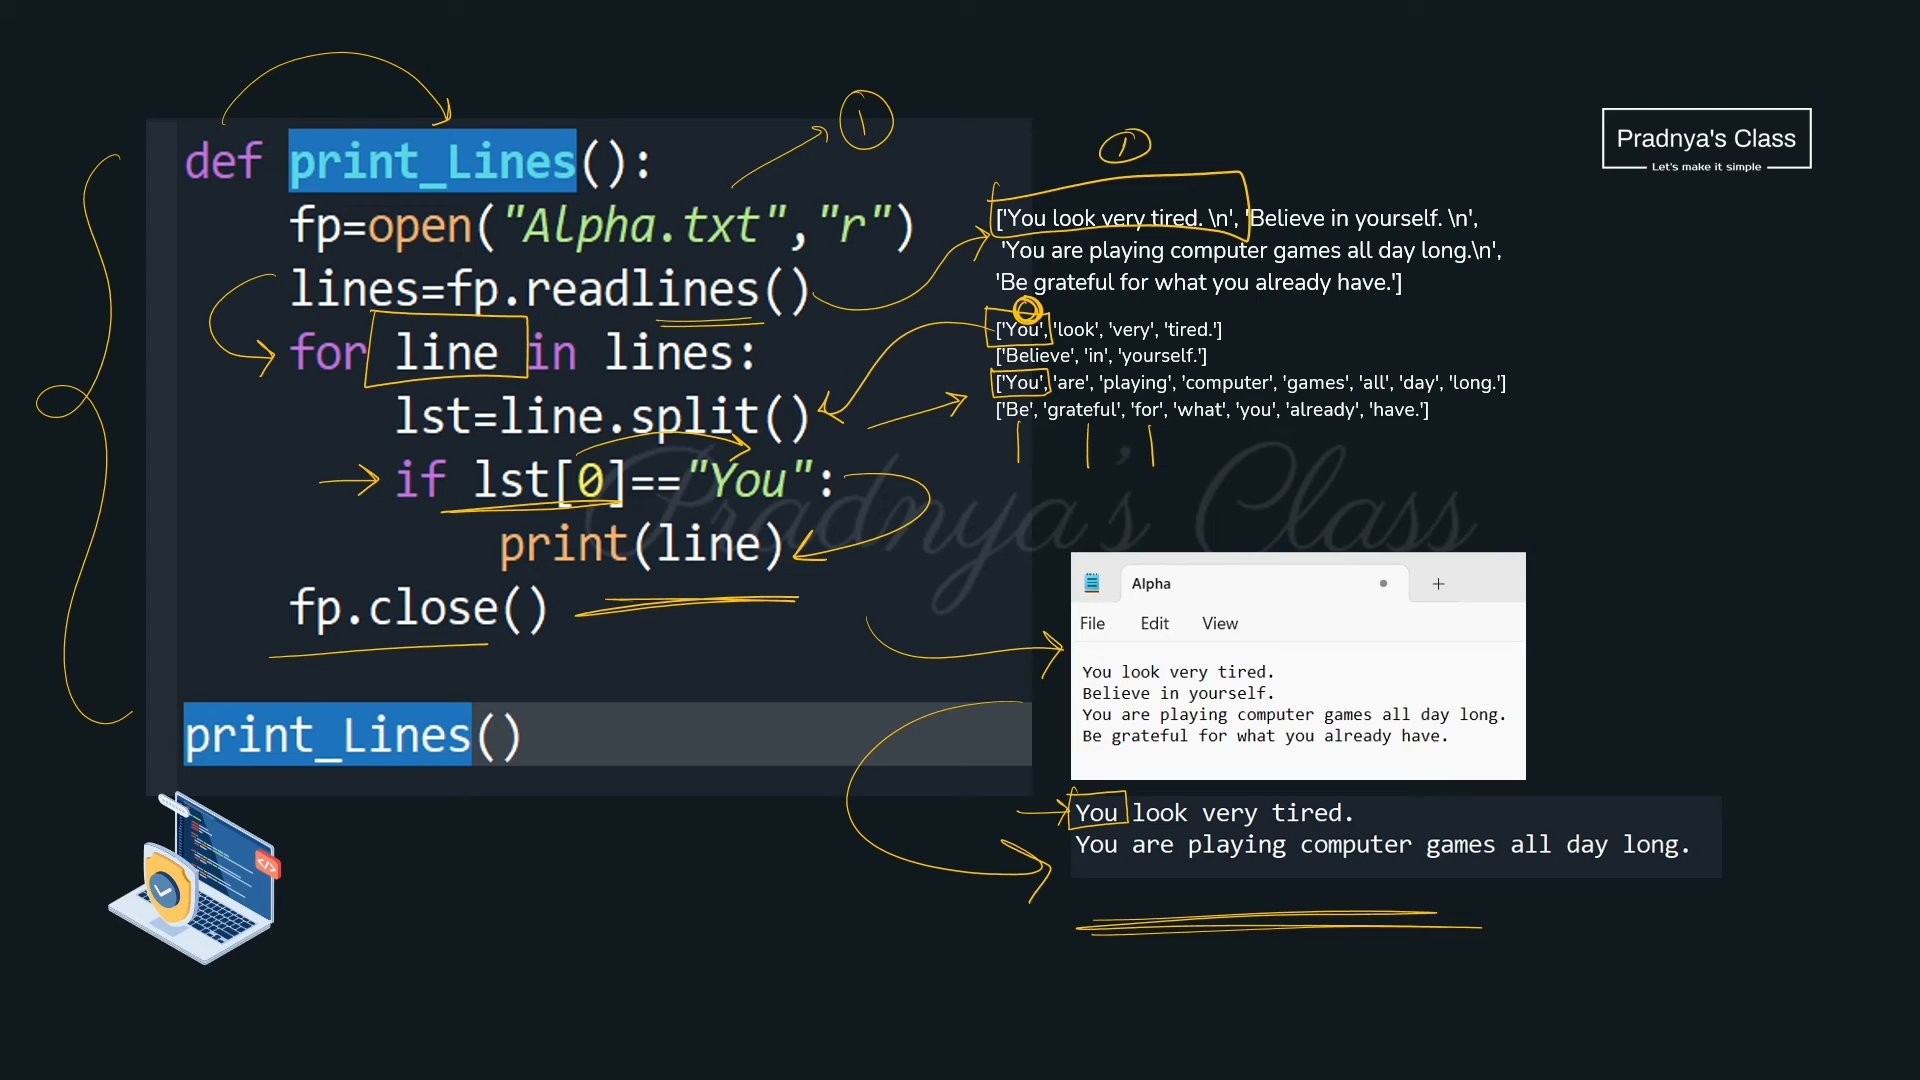 def print_Lines():
fp=open("Alpha.txt","r")
lines=fp.readlines()
for line in lines:
lst=line.split()
if lst[0]=="You":
print(line)
fp.close()
print_Lines()
1
1
['You look very tired. \n', 'Believe in yourself. \n',
'You are playing computer games all day long.\n',
'Be grateful for what you already have.']
['You', 'look', 'very', 'tired.']
['Believe', 'in', 'yourself.']
['You', 'are', 'playing', 'computer', 'games', 'all', 'day', 'long.']
['Be', 'grateful', 'for', 'what', 'you', 'already', 'have.']
Pradnya's Class
Let's make it simple
Pradnya's Class
Alpha
File Edit View
You look very tired.
Believe in yourself.
You are playing computer games all day long.
Be grateful for what you already have.
You look very tired.
You are playing computer games all day long.